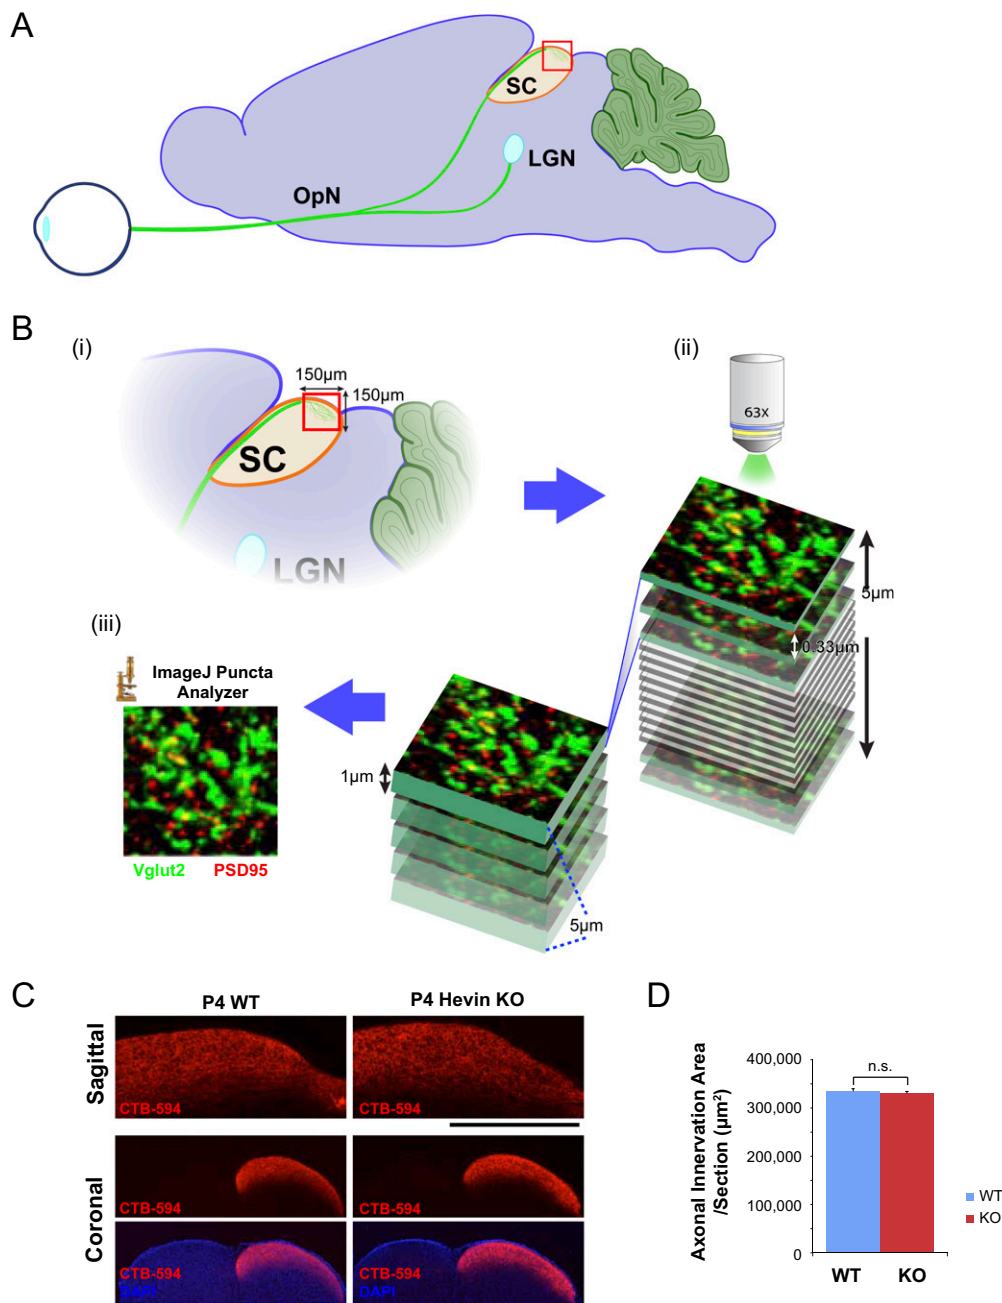 A
SC
LGN
OpN
B
(i)
150µm
150µm
SC
LGN
(ii)
63x
5µm
0.33µm
(iii)
ImageJ Puncta
Analyzer
Vglut2 PSD95
1µm
5µm
C
P4 WT
P4 Hevin KO
Sagittal
CTB-594
CTB-594
Coronal
CTB-594
CTB-594
CTB-594
DAPI
CTB-594
DAPI
D
Axonal Innervation Area
/Section (µm²)
400,000
300,000
200,000
100,000
0
n.s.
WT
KO
WT
KO